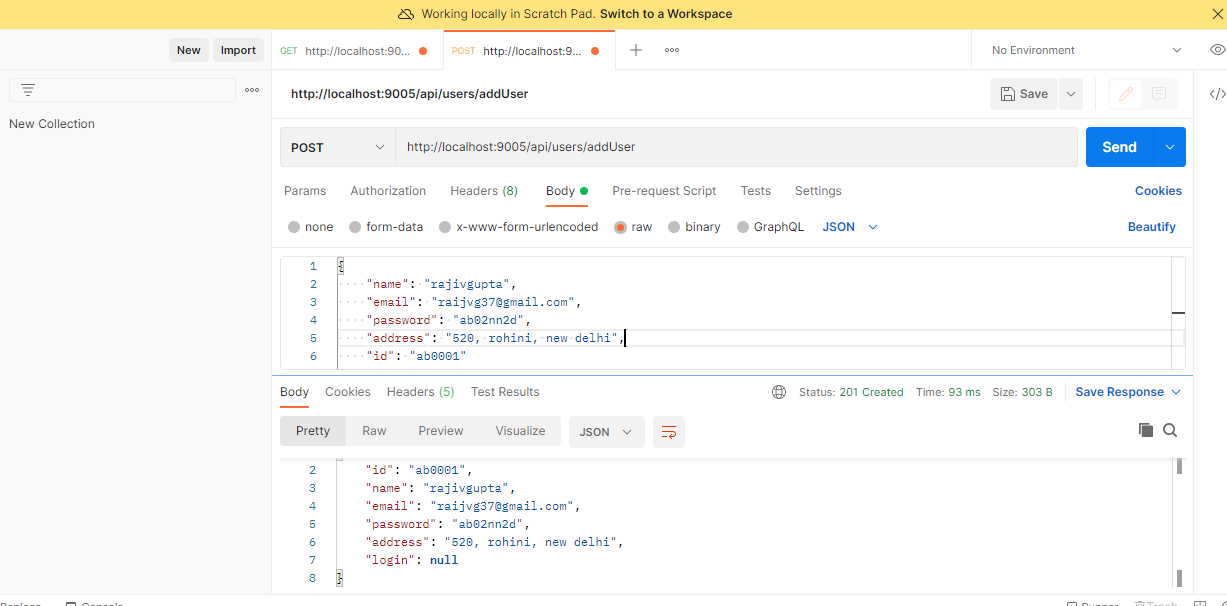 Working locally in Scratch Pad. Switch to a Workspace
New Import GET http://localhost:90... POST http://localhost:9... No Environment
http://localhost:9005/api/users/addUser Save
New Collection
POST http://localhost:9005/api/users/addUser Send
Params Authorization Headers (8) Body Pre-request Script Tests Settings Cookies
none form-data x-www-form-urlencoded raw binary GraphQL JSON Beautify
1 {
2 "name": "rajivgupta",
3 "email": "raijvg37@gmail.com",
4 "password": "ab02nn2d",
5 "address": "520, rohini, new delhi",
6 "id": "ab0001"
Body Cookies Headers (5) Test Results Status: 201 Created Time: 93 ms Size: 303 B Save Response
Pretty Raw Preview Visualize JSON
2 "id": "ab0001",
3 "name": "rajivgupta",
4 "email": "raijvg37@gmail.com",
5 "password": "ab02nn2d",
6 "address": "520, rohini, new delhi",
7 "login": null
8 }
Console Runner Trash